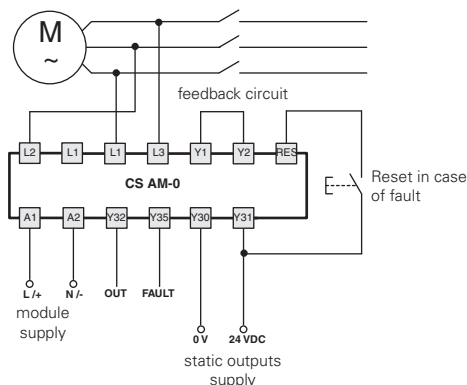 M
~
feedback circuit
L2 L1 L1 L3 Y1 Y2 RES
CS AM-0
Reset in case
of fault
A1 A2 Y32 Y35 Y30 Y31
L /+ N /- OUT FAULT
module
supply
0 V 24 VDC
static outputs
supply